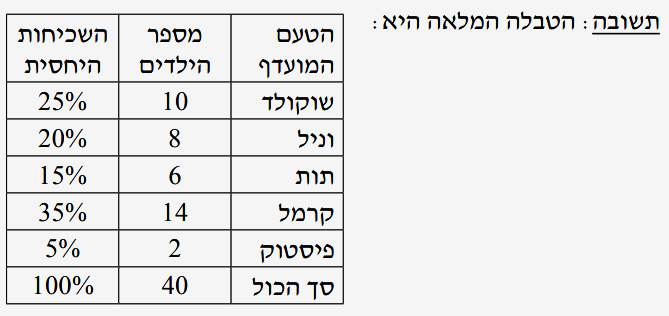 תשובה: הטבלה המלאה היא:
הטעם המועדף מספר הילדים השכיחות היחסית
שוקולד 10 25%
וניל 8 20%
תות 6 15%
קרמל 14 35%
פיסטוק 2 5%
סך הכול 40 100%